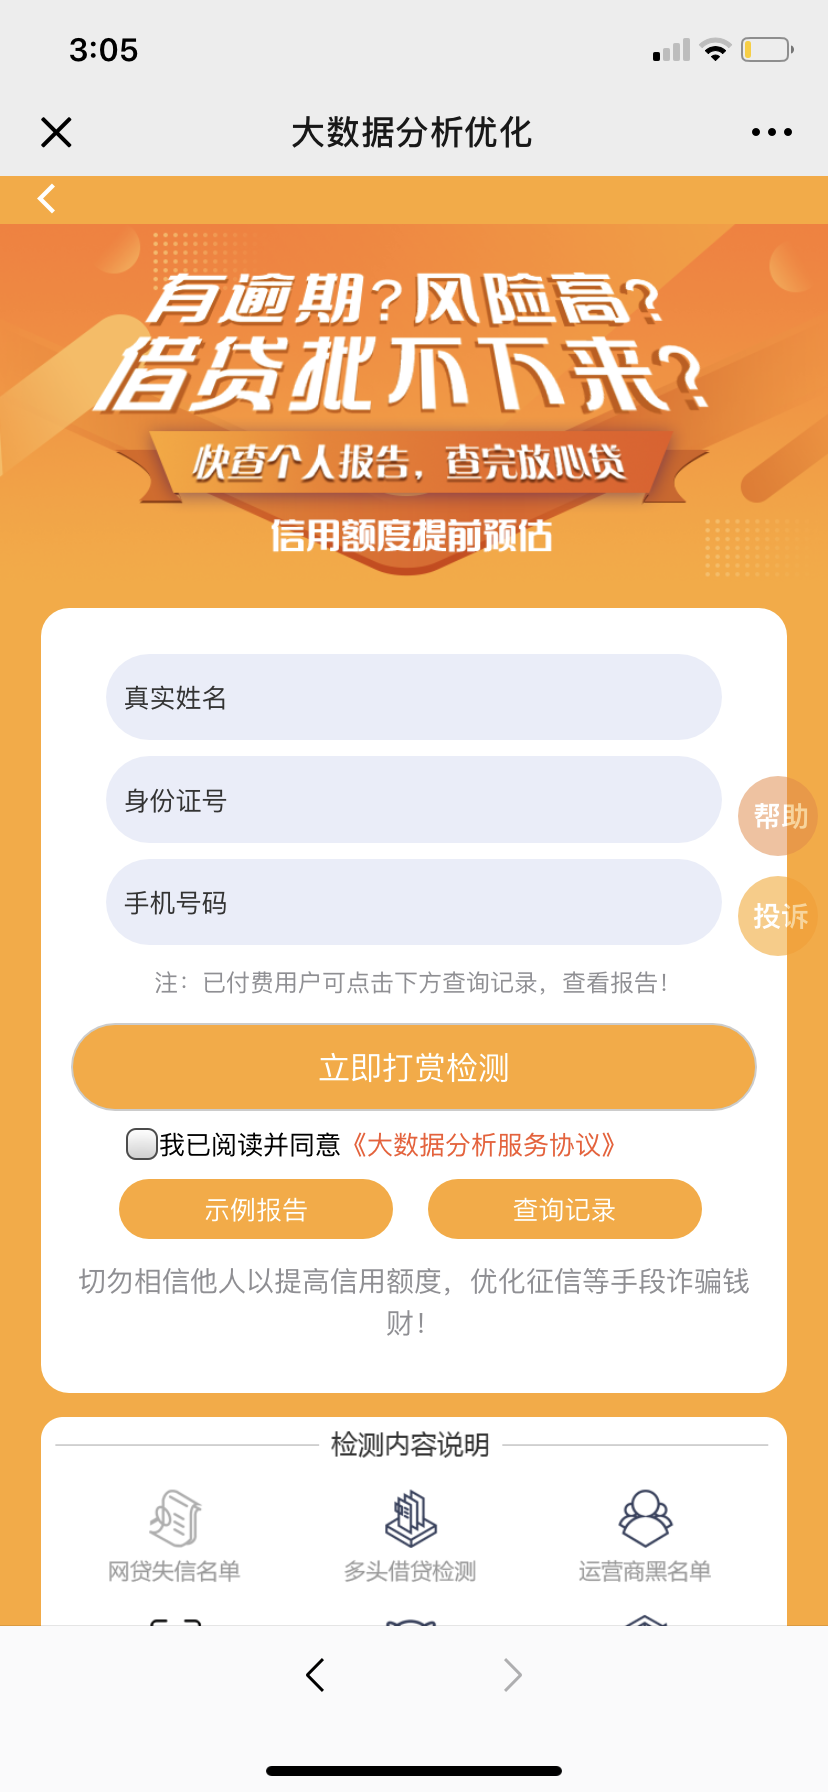 3:05
大数据分析优化
有逾期?风险高?
借贷批不下来?
快查个人报告，查完放心贷
信用额度提前预估
真实姓名
身份证号
帮助
手机号码
投诉
注：已付费用户可点击下方查询记录，查看报告！
立即打赏检测
我已阅读并同意《大数据分析服务协议》
示例报告 查询记录
切勿相信他人以提高信用额度，优化征信等手段诈骗钱
财！
检测内容说明
网贷失信名单 多头借贷检测 运营商黑名单